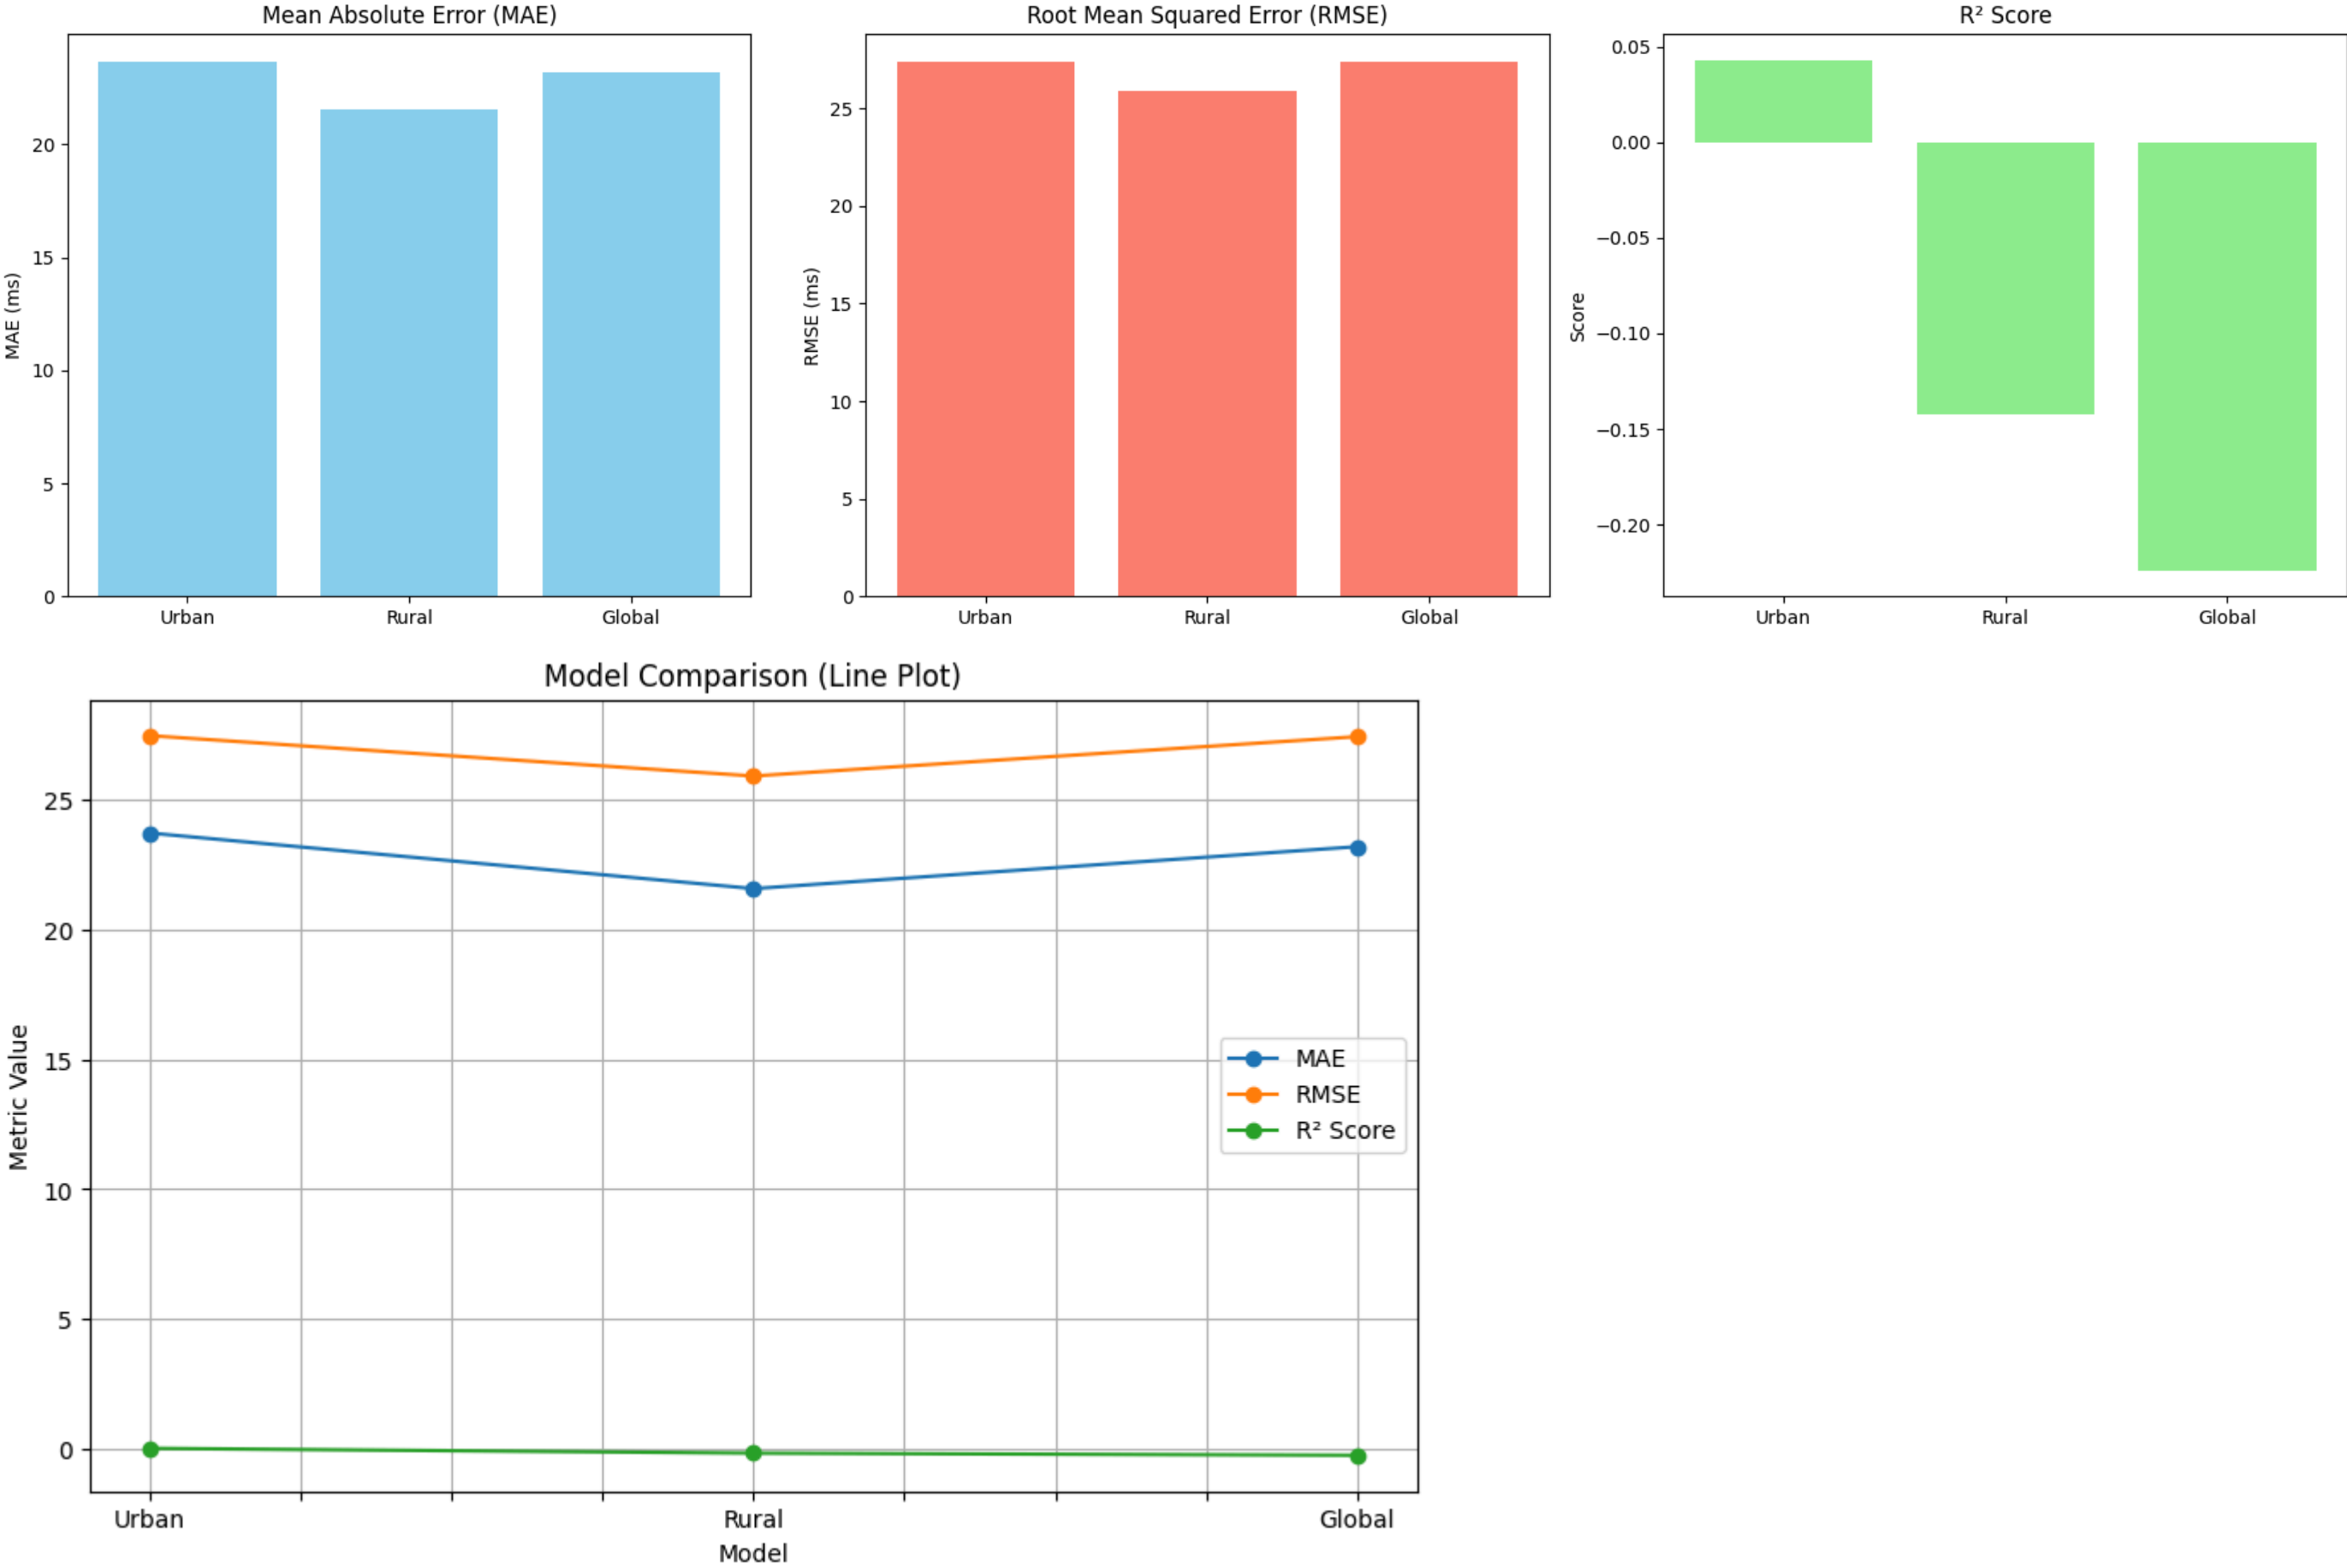 Mean Absolute Error (MAE)
MAE (ms)
20
15
10
5
0
Urban Rural Global
Root Mean Squared Error (RMSE)
RMSE (ms)
25
20
15
10
5
0
Urban Rural Global
R² Score
Score
0.05
0.00
−0.05
−0.10
−0.15
−0.20
Urban Rural Global
Model Comparison (Line Plot)
Metric Value
25
20
15
10
5
0
MAE
RMSE
R² Score
Urban Rural Global
Model